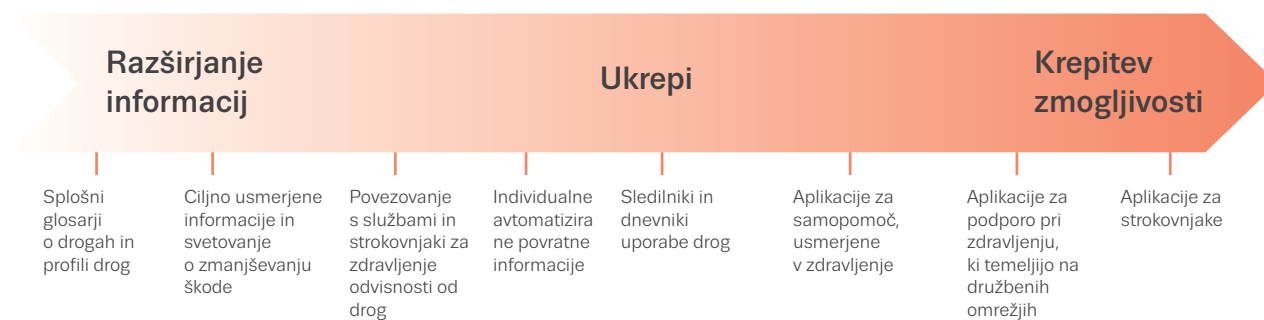 Razširjanje
informacij
Ukrepi
Krepitev
zmogljivosti
Splošni
glosarji
o drogah in
profili drog
Ciljno usmerjene
informacije in
svetovanje
o zmanjševanju
škode
Povezovanje
s službami in
strokovnjaki za
zdravljenje
odvisnosti od
drog
Individualne
avtomatizira
ne povratne
informacije
Sledilniki in
dnevniki
uporabe drog
Aplikacije za
samopomoč,
usmerjene
v zdravljenje
Aplikacije za
podporo pri
zdravljenju,
ki temeljijo na
družbenih
omrežjih
Aplikacije za
strokovnjake